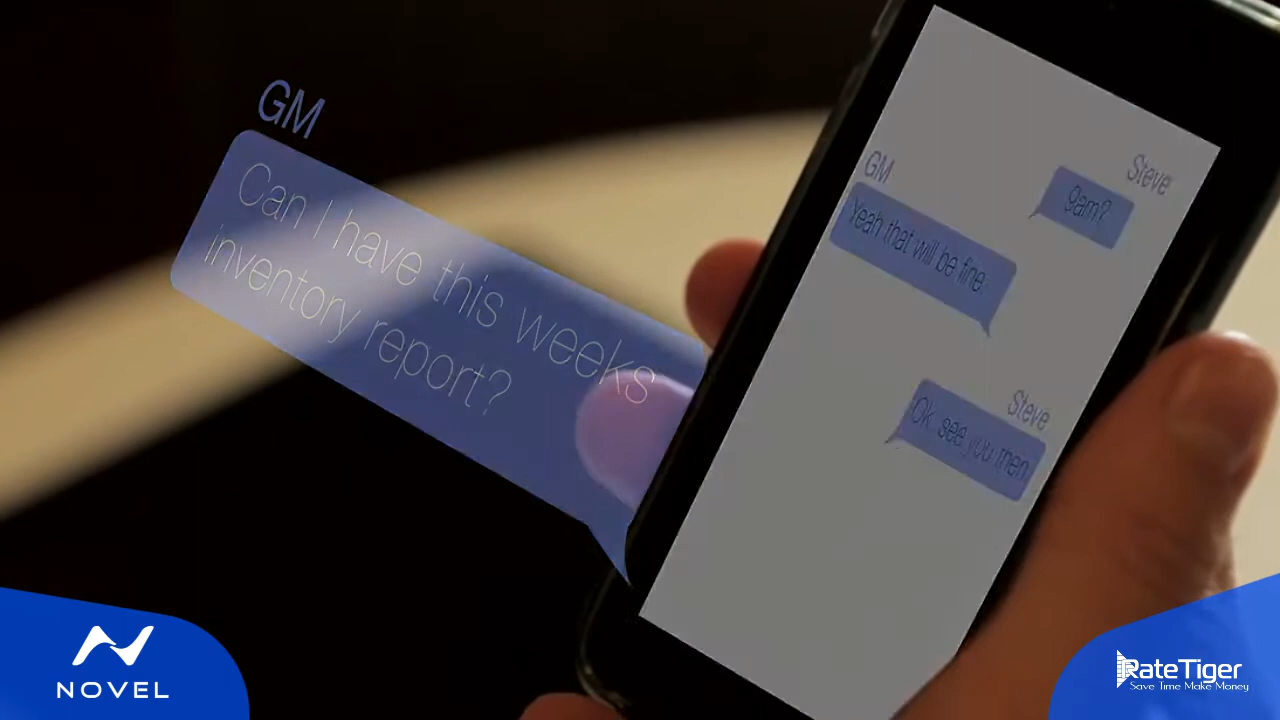 GM
Can I have this weeks
inventory report?
Steve
9am?
GM
Yeah that will be fine
Steve
Ok see you then
NOVEL
RateTiger
Save Time Make Money